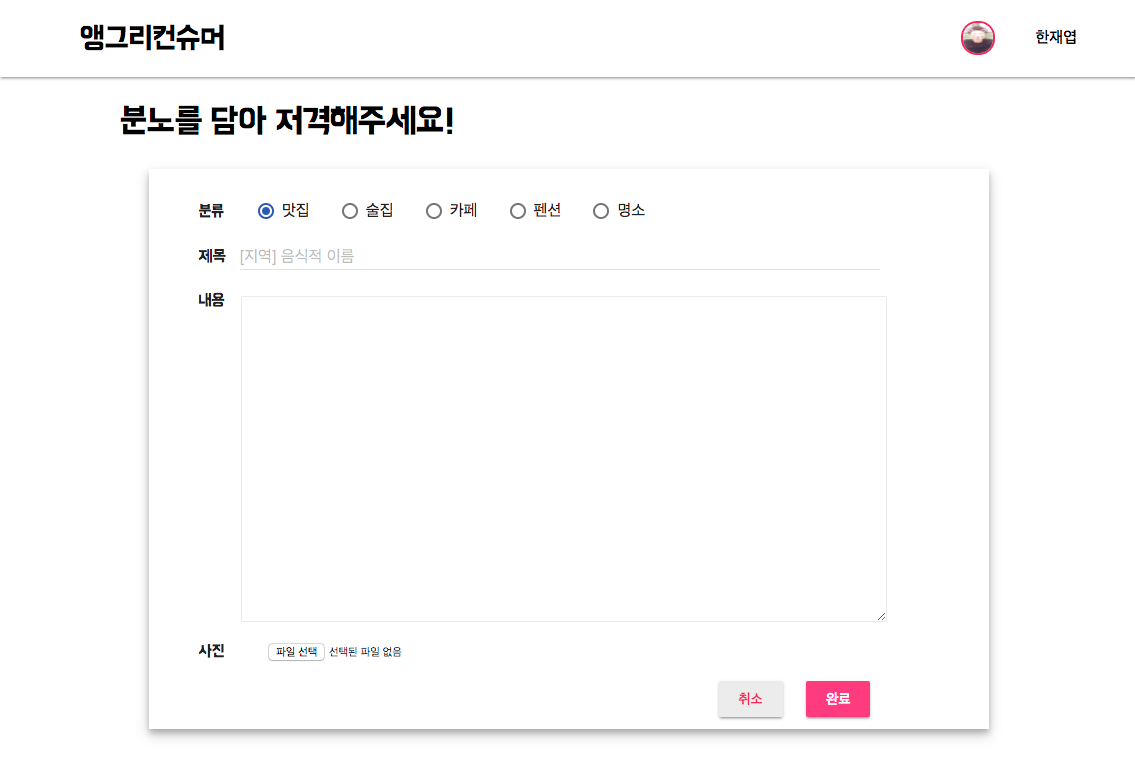 앵그리컨슈머 한재엽
분노를 담아 저격해주세요!
분류 맛집 술집 카페 펜션 명소
제목 [지역] 음식적 이름
내용
사진 파일 선택 선택된 파일 없음
취소 완료